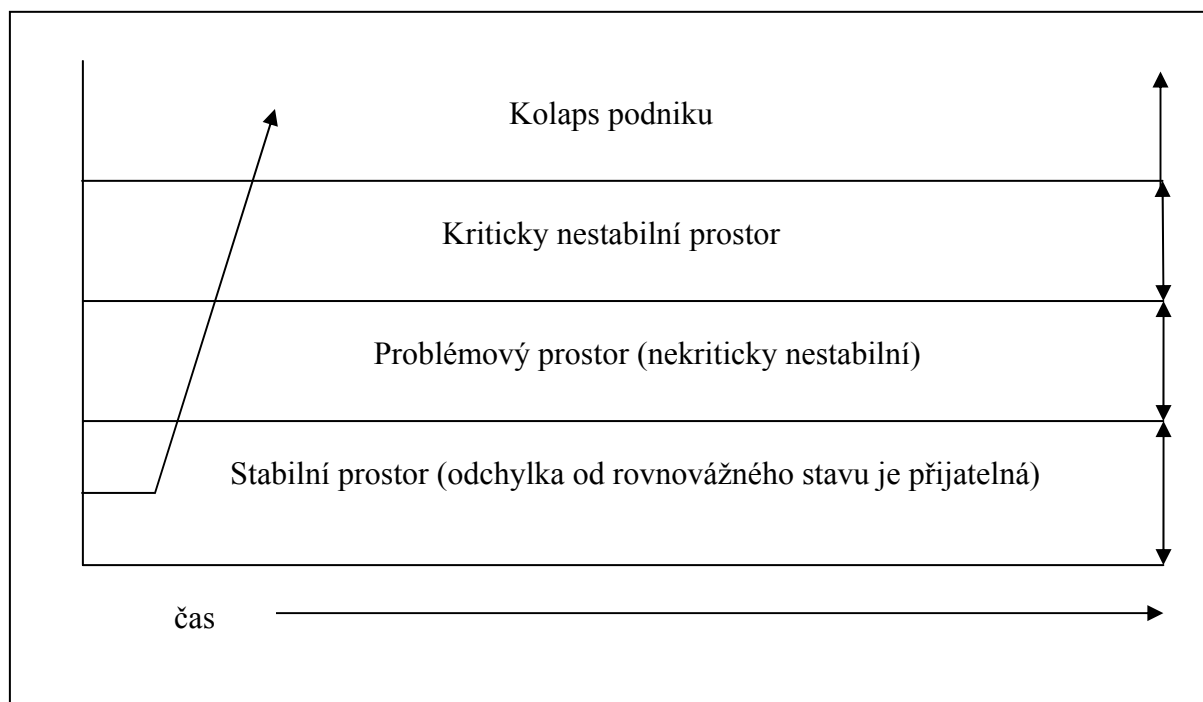 Kolaps podniku
Kriticky nestabilní prostor
Problémový prostor (nekriticky nestabilní)
Stabilní prostor (odchylka od rovnovážného stavu je přijatelná)
čas